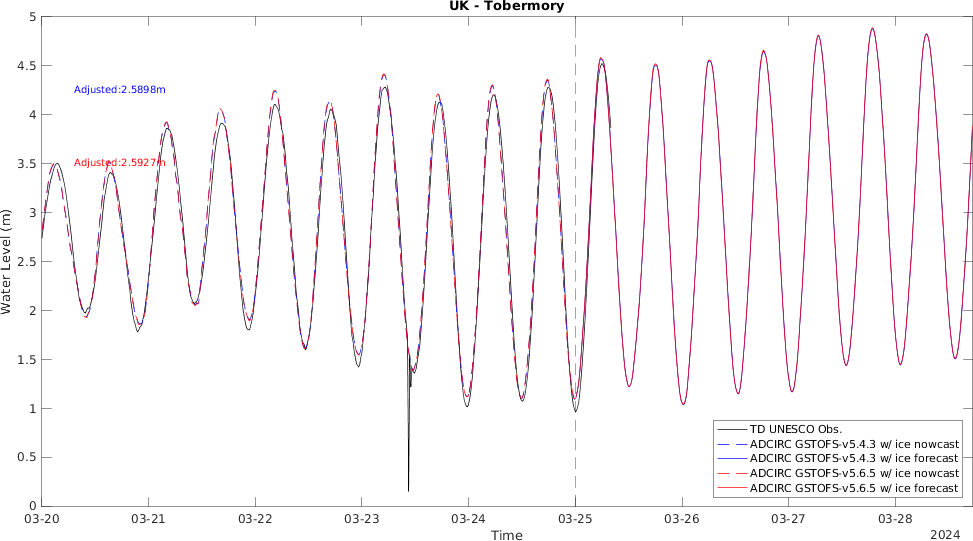 UK - Tobermory
5
4.5
4
3.5
3
2.5
2
1.5
1
0.5
0
Water Level (m)
Adjusted:2.5898m
Adjusted:2.5927m
TD UNESCO Obs.
ADCIRC GSTOFS-v5.4.3 w/ ice nowcast
ADCIRC GSTOFS-v5.4.3 w/ ice forecast
ADCIRC GSTOFS-v5.6.5 w/ ice nowcast
ADCIRC GSTOFS-v5.6.5 w/ ice forecast
03-20 03-21 03-22 03-23 03-24 03-25 03-26 03-27 03-28
Time
2024